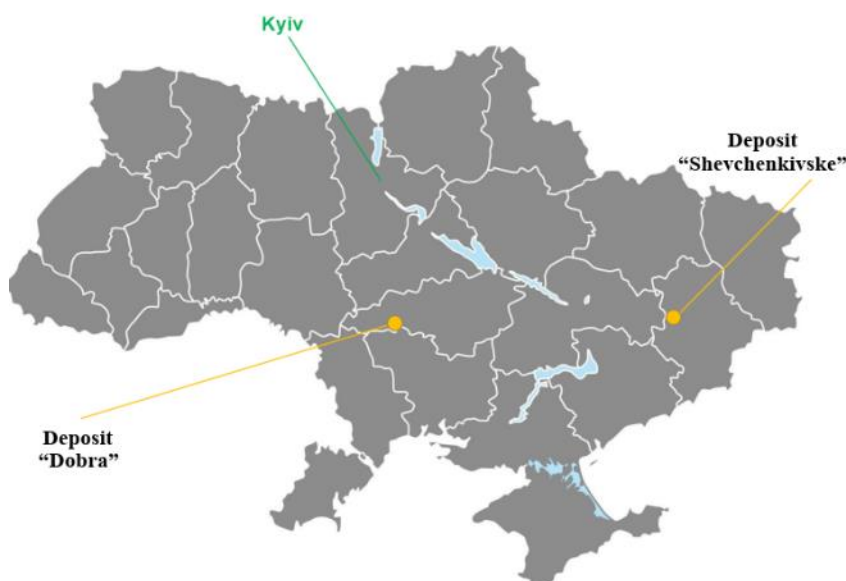 Kyiv
Deposit
“Shevchenkivske”
Deposit
“Dobra”